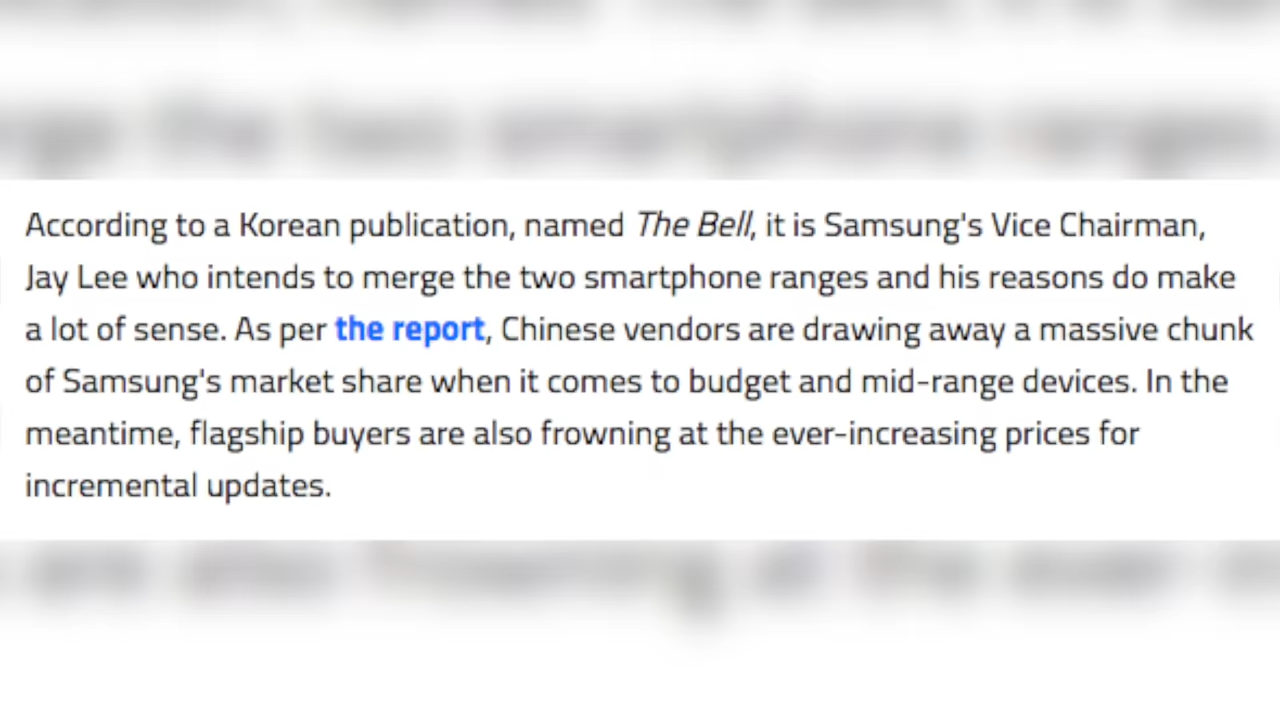 According to a Korean publication, named The Bell, it is Samsung's Vice Chairman,
Jay Lee who intends to merge the two smartphone ranges and his reasons do make
a lot of sense. As per the report, Chinese vendors are drawing away a massive chunk
of Samsung's market share when it comes to budget and mid-range devices. In the
meantime, flagship buyers are also frowning at the ever-increasing prices for
incremental updates.